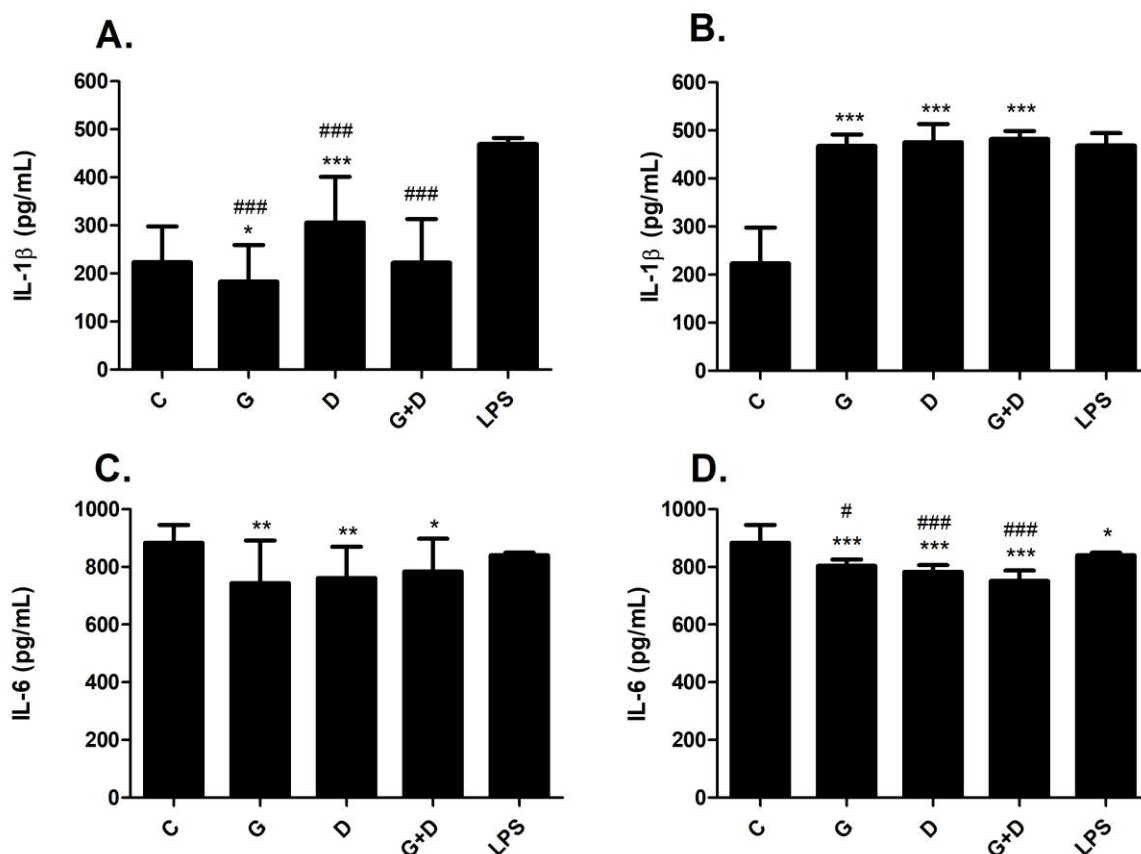 A.
IL-1β (pg/mL)
600
500
400
300
200
100
0
###
*
###
***
###
C
G
D
G+D
LPS
B.
IL-1β (pg/mL)
600
500
400
300
200
100
0
***
***
***
C
G
D
G+D
LPS
C.
IL-6 (pg/mL)
1000
800
600
400
200
0
**
**
*
C
G
D
G+D
LPS
D.
IL-6 (pg/mL)
1000
800
600
400
200
0
#
***
###
***
###
***
*
C
G
D
G+D
LPS